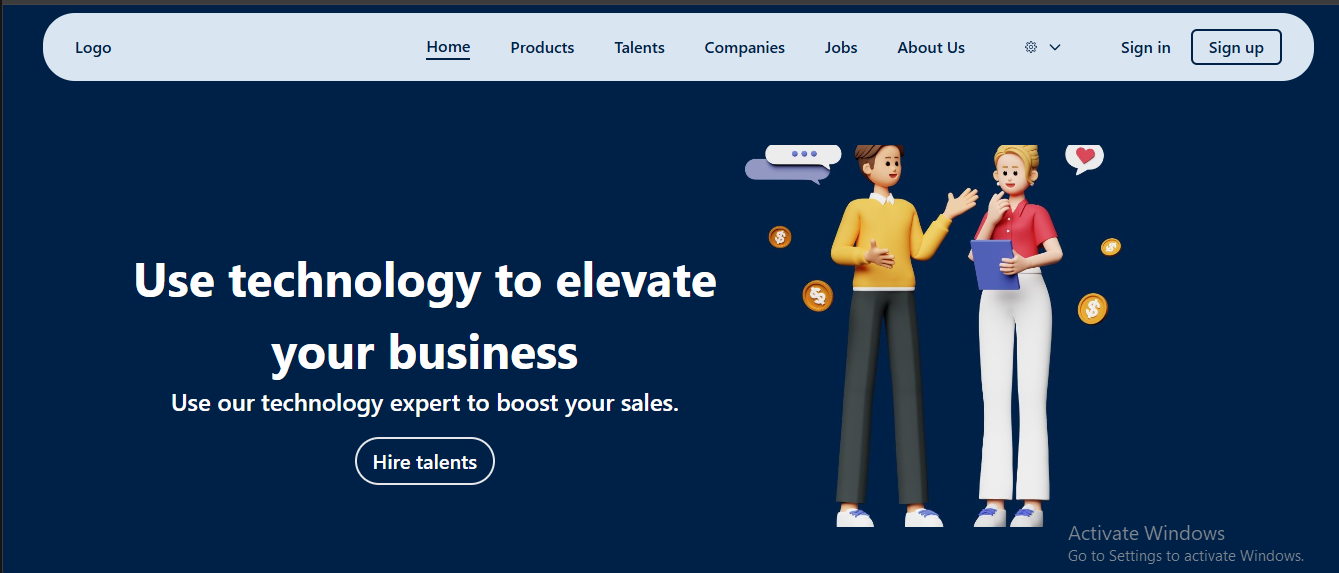 Logo
Home
Products
Talents
Companies
Jobs
About Us
Sign in
Sign up
Use technology to elevate
your business
Use our technology expert to boost your sales.
Hire talents
Activate Windows
Go to Settings to activate Windows.